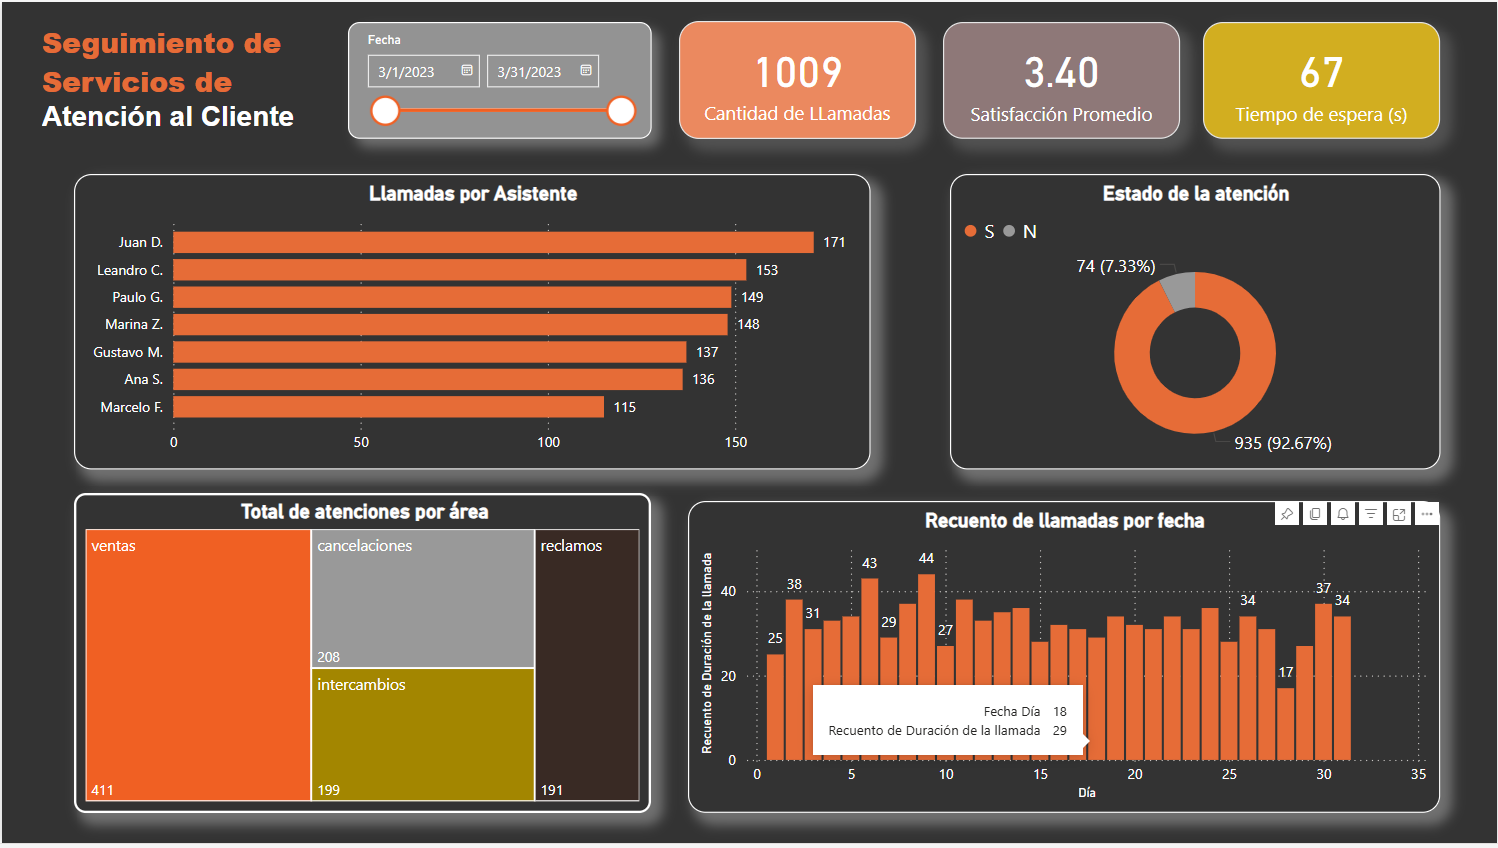 Seguimiento de
Servicios de
Atención al Cliente
Fecha
3/1/2023
3/31/2023
1009
Cantidad de LLamadas
3.40
Satisfacción Promedio
67
Tiempo de espera (s)
Llamadas por Asistente
Juan D. 171
Leandro C. 153
Paulo G. 149
Marina Z. 148
Gustavo M. 137
Ana S. 136
Marcelo F. 115
0 50 100 150
Estado de la atención
S N
74 (7.33%)
935 (92.67%)
Total de atenciones por área
ventas
411
cancelaciones
208
intercambios
199
reclamos
191
Recuento de llamadas por fecha
Recuento de Duración de la llamada
40
20
0
25 38 31 43 29 44 27 34 17 37 34
Fecha Día 18
Recuento de Duración de la llamada 29
0 5 10 15 20 25 30 35
Día